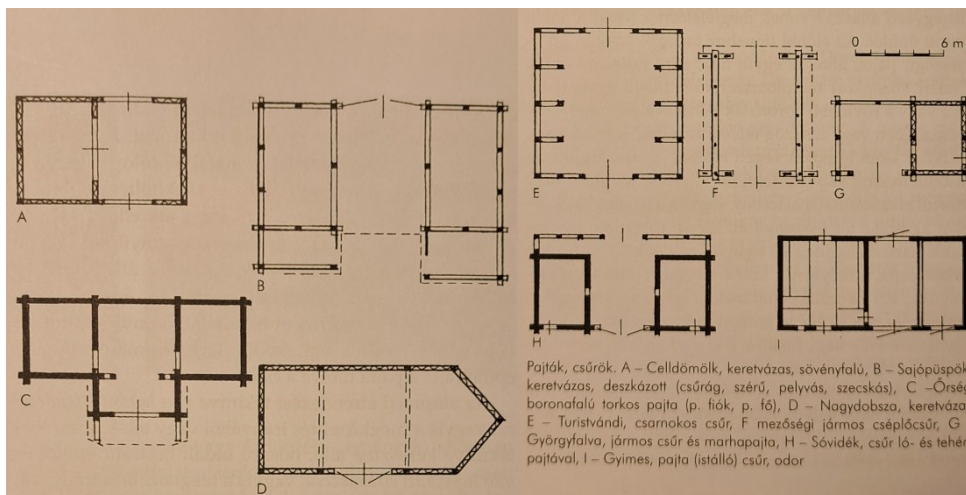 0 6 m
A
B
C
D
E
F
G
H
I
Pajták, csűrök. A – Celldömölk, keretvázas, sövényfalú, B – Sajópüspök
keretvázas, deszkázott (csűrág, szérű, pelyvás, szecskás), C – Őrség
boronafalú torkos pajta (p. fiók, p. fő), D – Nagydobsza, keretváza
E – Turistvándi, csarnokos csűr, F mezőségi jármos cséplőcsűr, G
Györgyfalva, jármos csűr és marhapajta, H – Sóvidék, csűr ló- és tehén
pajtával, I – Gyimes, pajta (istálló) csűr, odor